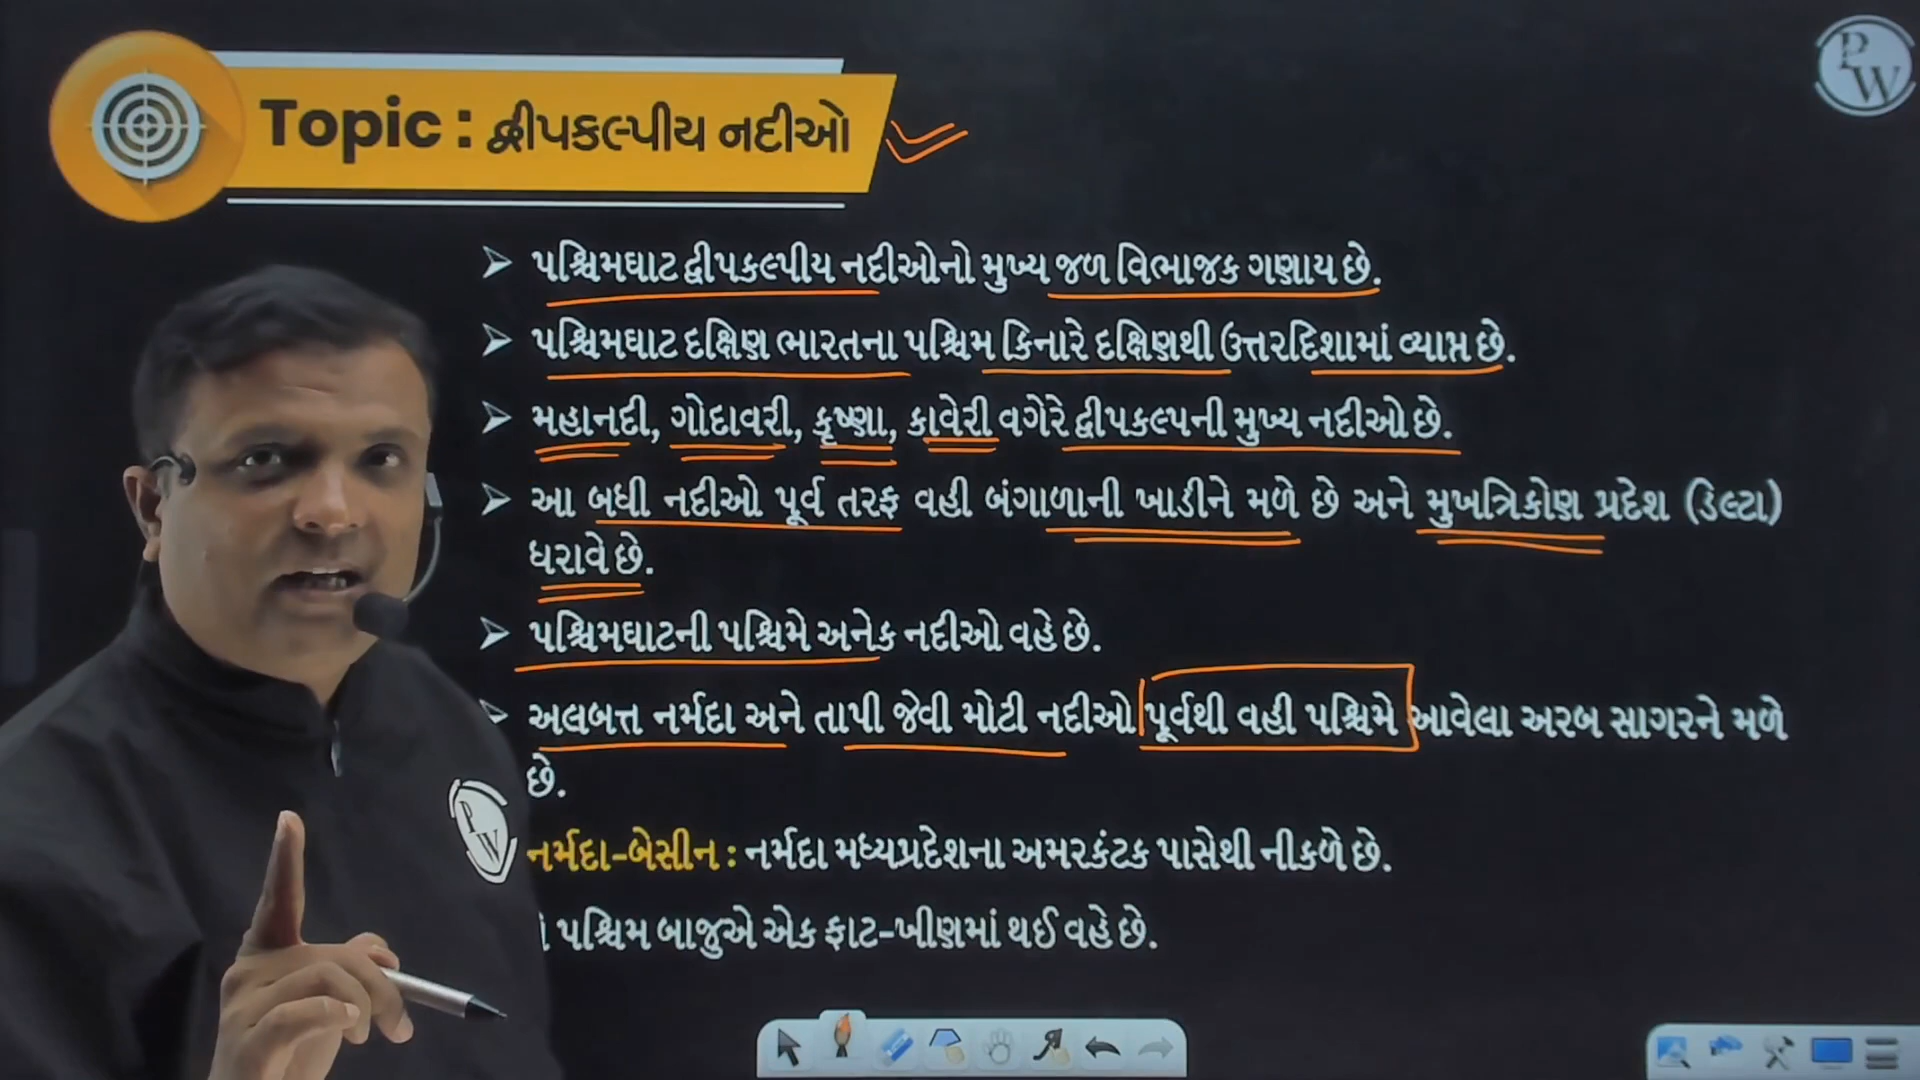 PW
Topic : દ્વીપકલ્પીય નદીઓ
પશ્ચિમઘાટ દ્વીપકલ્પીય નદીઓનો મુખ્ય જળ વિભાજક ગણાય છે.
પશ્ચિમઘાટ દક્ષિણ ભારતના પશ્ચિમ કિનારે દક્ષિણથી ઉત્તરદિશામાં વ્યાપ્ત છે.
મહાનદી, ગોદાવરી, કૃષ્ણા, કાવેરી વગેરે દ્વીપકલ્પની મુખ્ય નદીઓ છે.
આ બધી નદીઓ પૂર્વ તરફ વહી બંગાળાની ખાડીને મળે છે અને મુખત્રિકોણ પ્રદેશ (ડેલ્ટા)
ધરાવે છે.
પશ્ચિમઘાટની પશ્ચિમે અનેક નદીઓ વહે છે.
અલબત્ત નર્મદા અને તાપી જેવી મોટી નદીઓ પૂર્વથી વહી પશ્ચિમે આવેલા અરબ સાગરને મળે
છે.
PW
નર્મદા-બેસીન : નર્મદા મધ્યપ્રદેશના અમરકંટક પાસેથી નીકળે છે.
પશ્ચિમ બાજુએ એક ફાટ-ખીણમાં થઈ વહે છે.